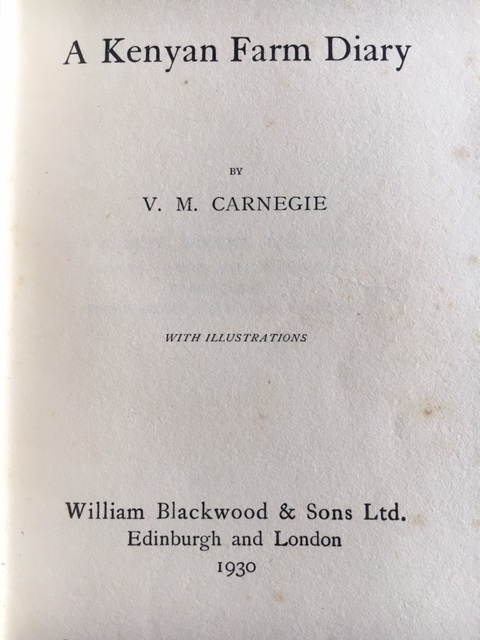 A Kenyan Farm Diary
BY
V. M. CARNEGIE
WITH ILLUSTRATIONS
William Blackwood & Sons Ltd.
Edinburgh and London
1930